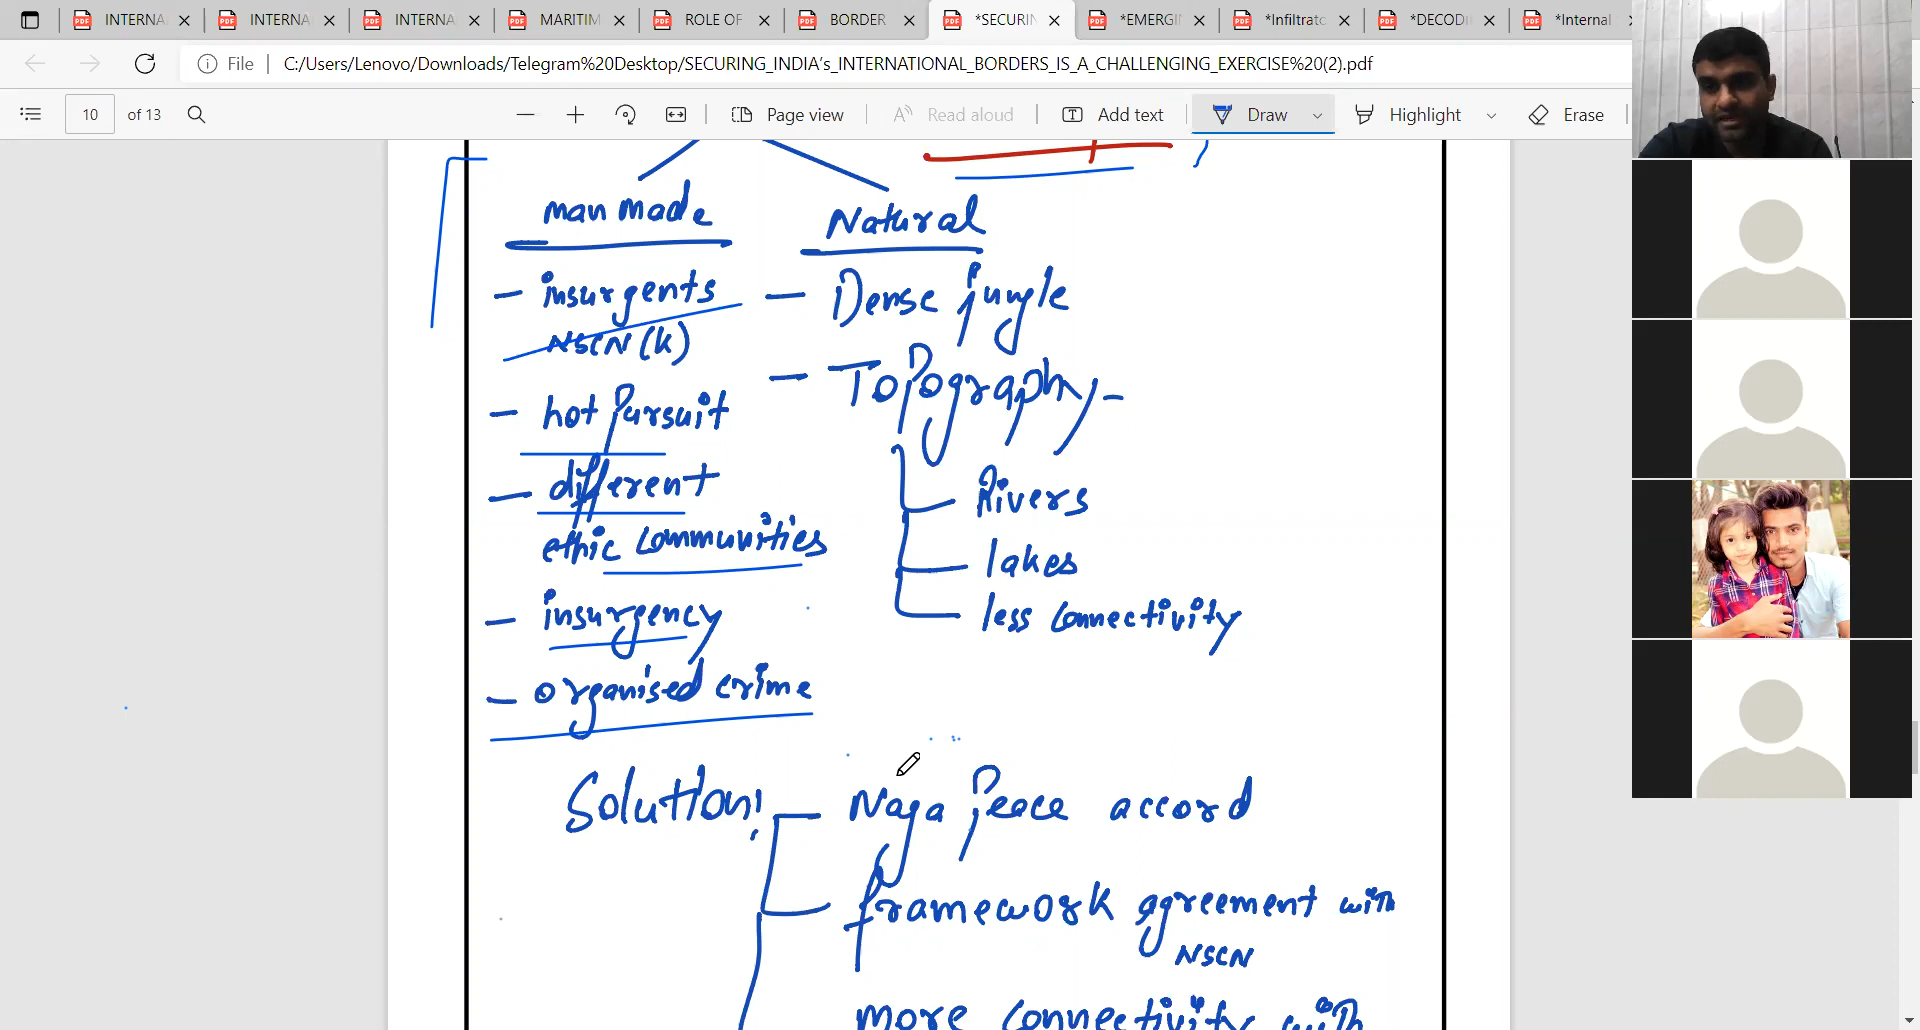 INTERNA
INTERNA
INTERNA
MARITIM
ROLE OF
BORDER
*SECURIN
*EMERGI
*Infiltrato
*DECODI
*Internal
File
C:/Users/Lenovo/Downloads/Telegram%20Desktop/SECURING_INDIA's_INTERNATIONAL_BORDERS_IS_A_CHALLENGING_EXERCISE%20(2).pdf
10 of 13
Page view
Read aloud
Add text
Draw
Highlight
Erase
man made
Natural
- insurgents
NSCN (K)
- hot pursuit
- different
ethic communities
- insurgency
- organised crime
- Dense jungle
- Topography -
Rivers
lakes
less connectivity
Solution:
Naga Peace accord
framework agreement with
NSCN
more connectivity with